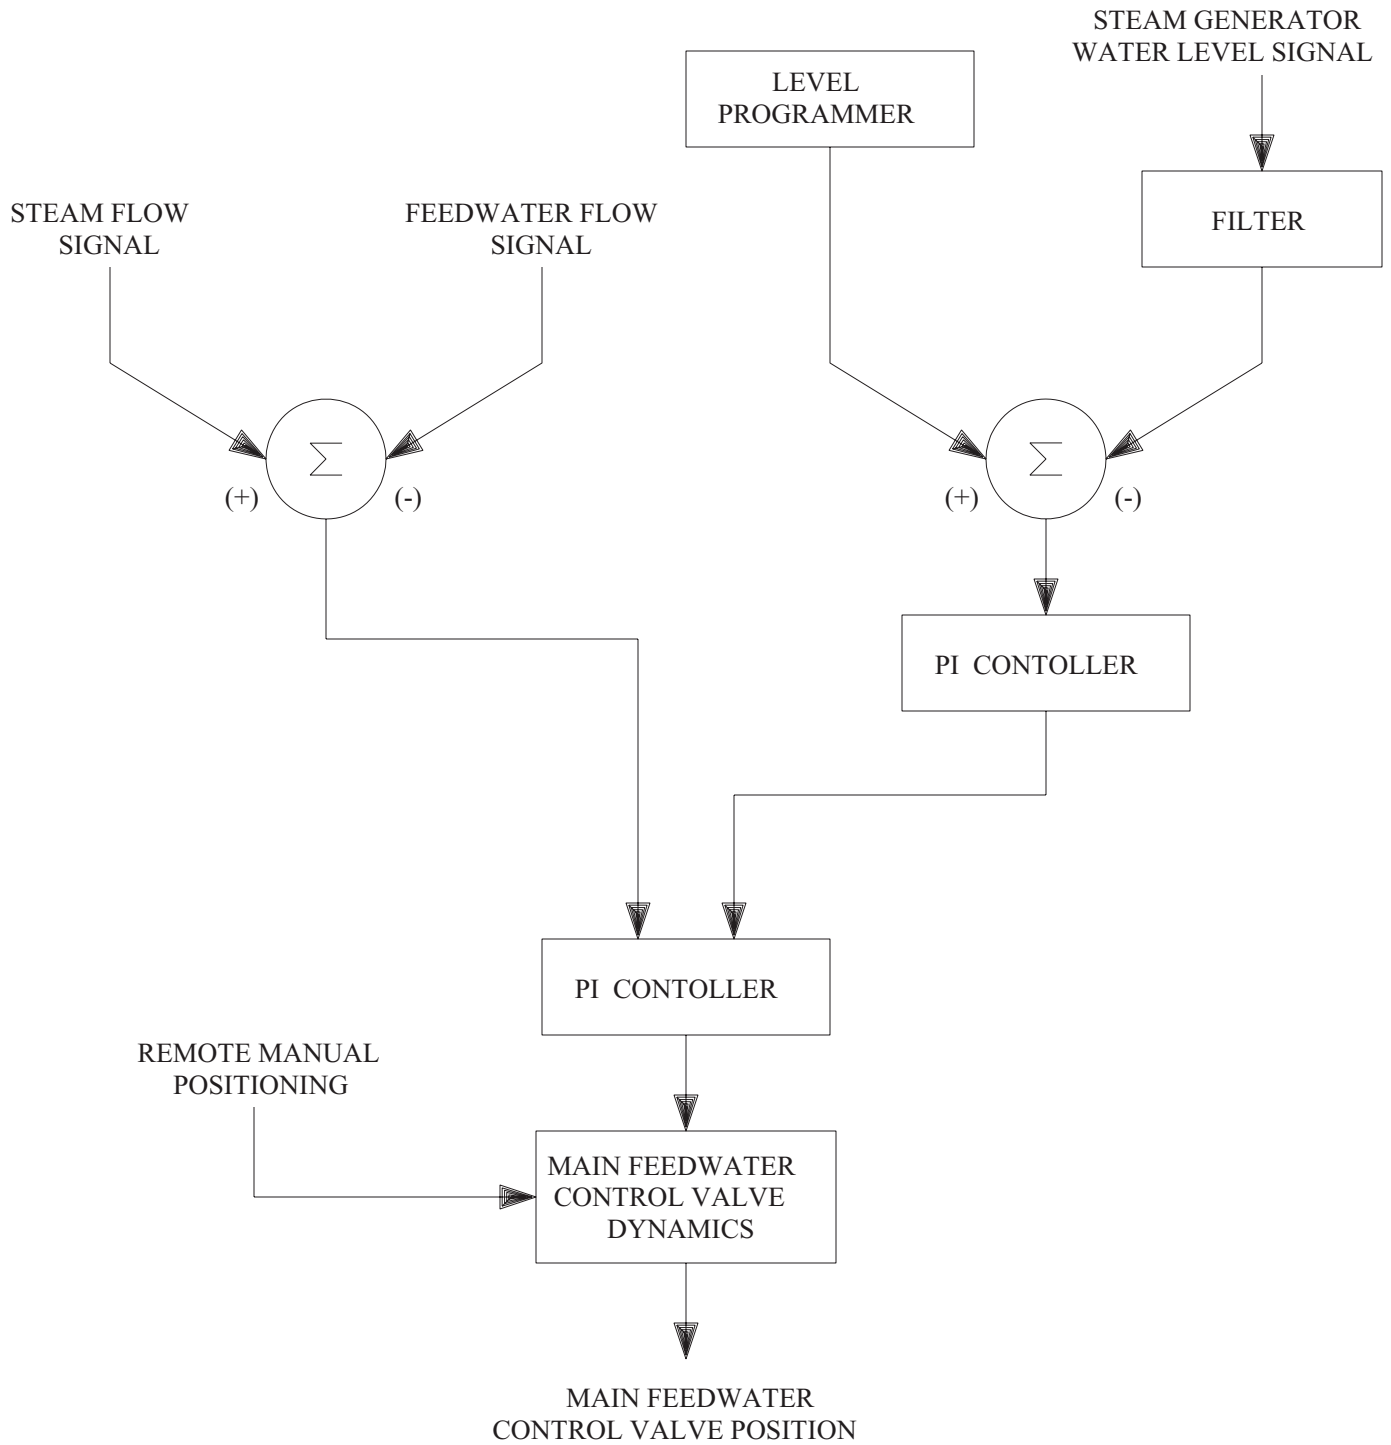 STEAM GENERATOR
WATER LEVEL SIGNAL
LEVEL
PROGRAMMER
STEAM FLOW
SIGNAL
FEEDWATER FLOW
SIGNAL
FILTER
Σ
(+)
(-)
Σ
(+)
(-)
PI CONTOLLER
PI CONTOLLER
REMOTE MANUAL
POSITIONING
MAIN FEEDWATER
CONTROL VALVE
DYNAMICS
MAIN FEEDWATER
CONTROL VALVE POSITION